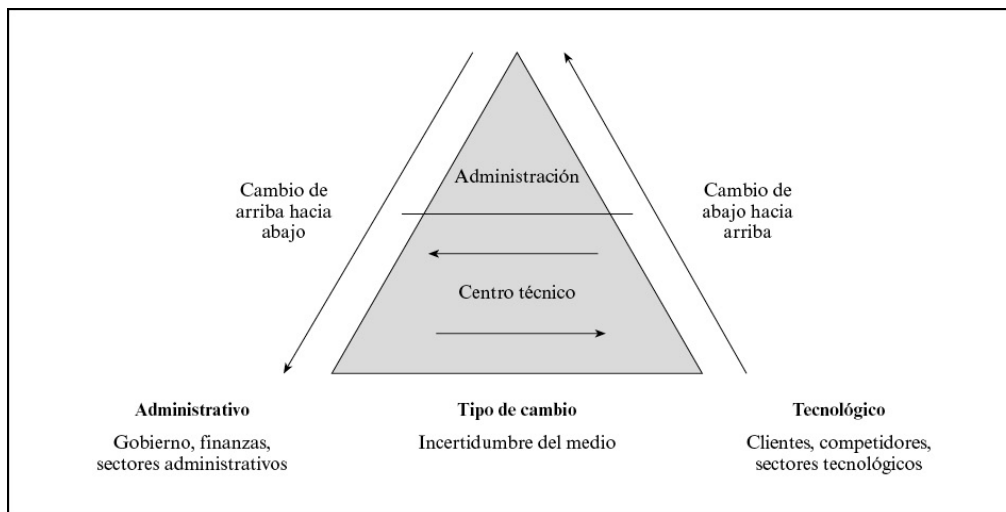 Administración
Cambio de
arriba hacia
abajo
Cambio de
abajo hacia
arriba
Centro técnico
Administrativo
Gobierno, finanzas,
sectores administrativos
Tipo de cambio
Incertidumbre del medio
Tecnológico
Clientes, competidores,
sectores tecnológicos